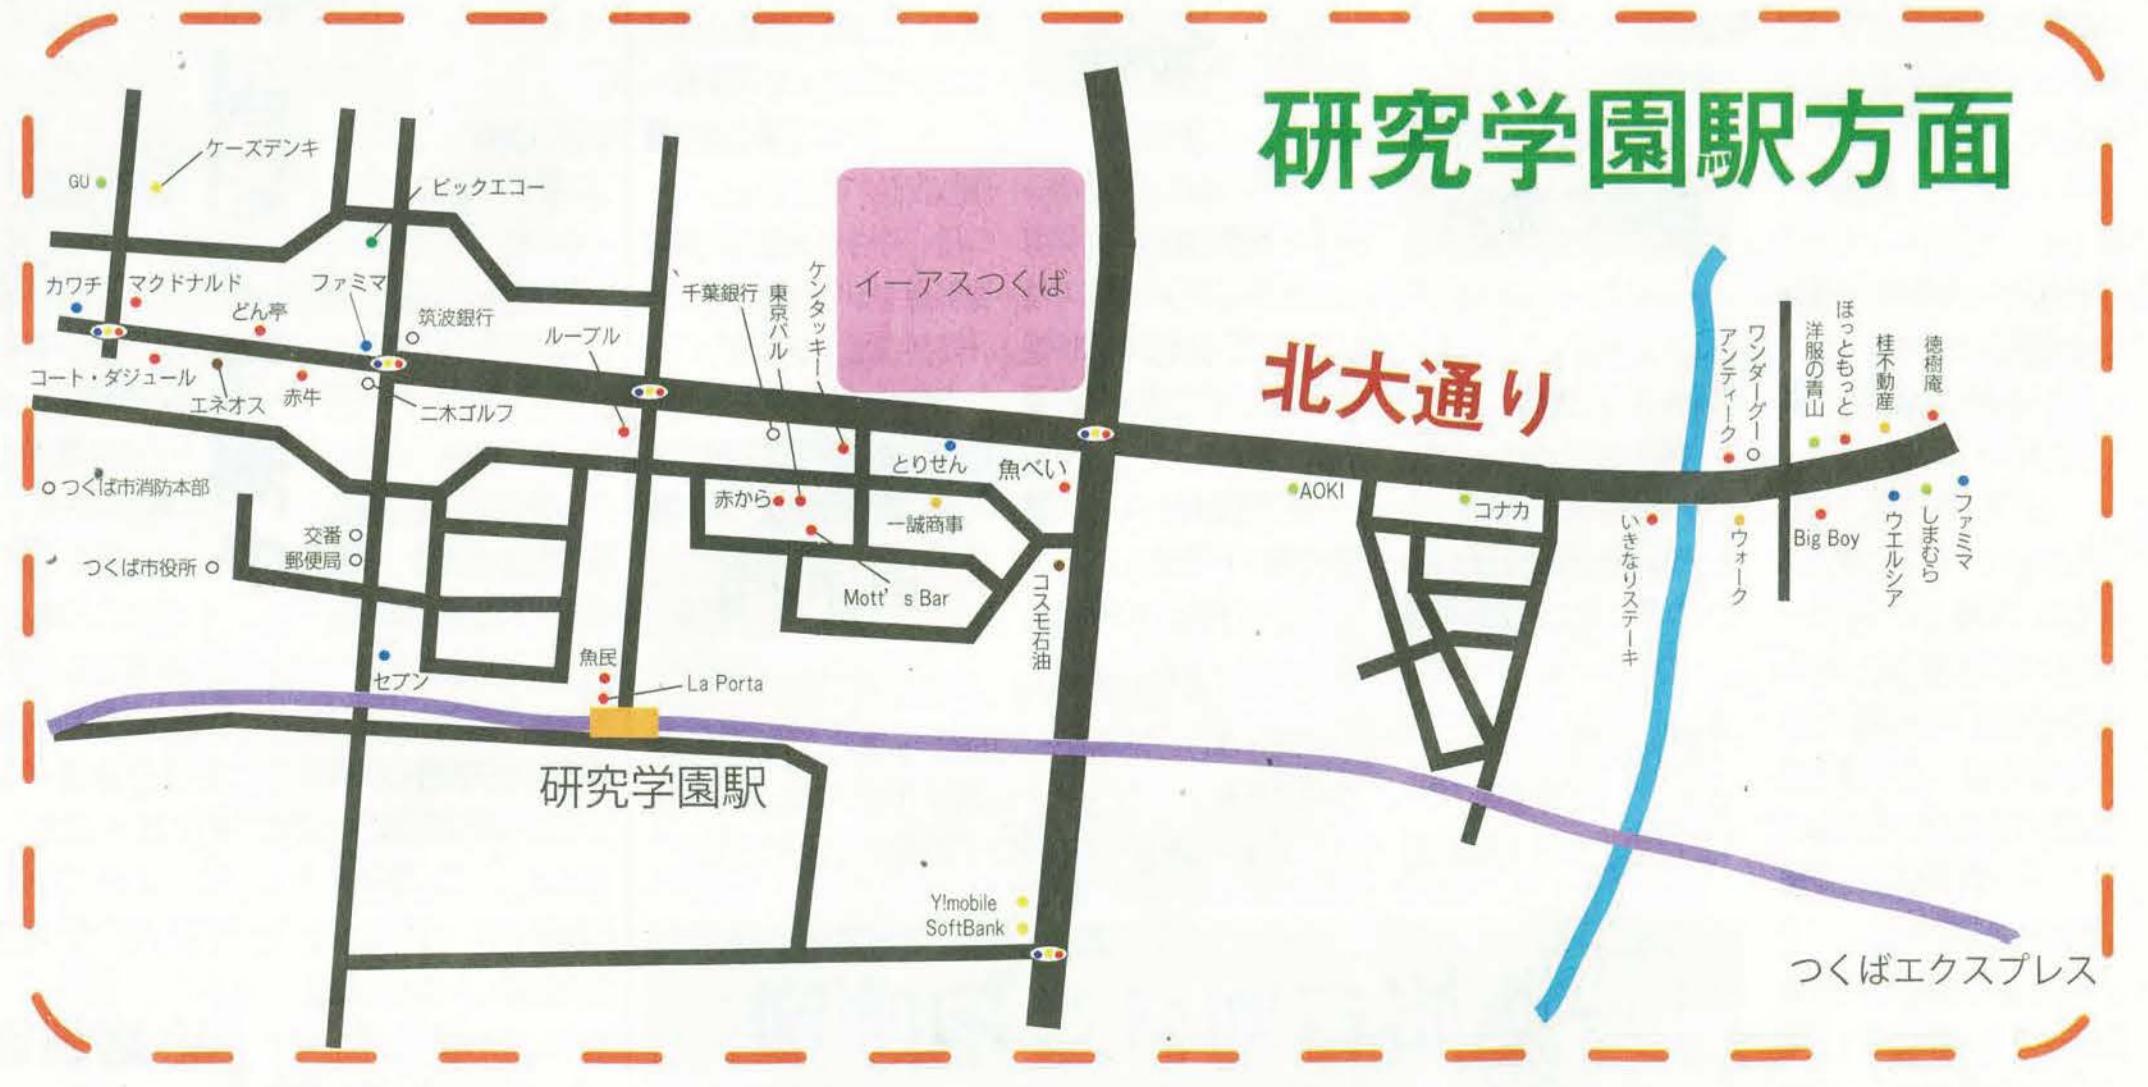 研究学園駅方面
ケーズデンキ
GU
ビックエコー
カワチ
マクドナルド
どん亭
ファミマ
筑波銀行
ルーブル
千葉銀行
東京バル
ケンタッキー
イーアスつくば
北大通り
コート・ダジュール
エネオス
赤牛
二木ゴルフ
とりせん
魚べい
赤から
一誠商事
Mott's Bar
コスモ石油
つくば市消防本部
交番
郵便局
つくば市役所
セブン
魚民
La Porta
研究学園駅
Y!mobile
SoftBank
AOKI
コナカ
アンティーク
ワンダーグー
洋服の青山
ほっともっと
桂不動産
徳樹庵
いきなりステーキ
ウォーク
Big Boy
ウエルシア
しまむら
ファミマ
つくばエクスプレス